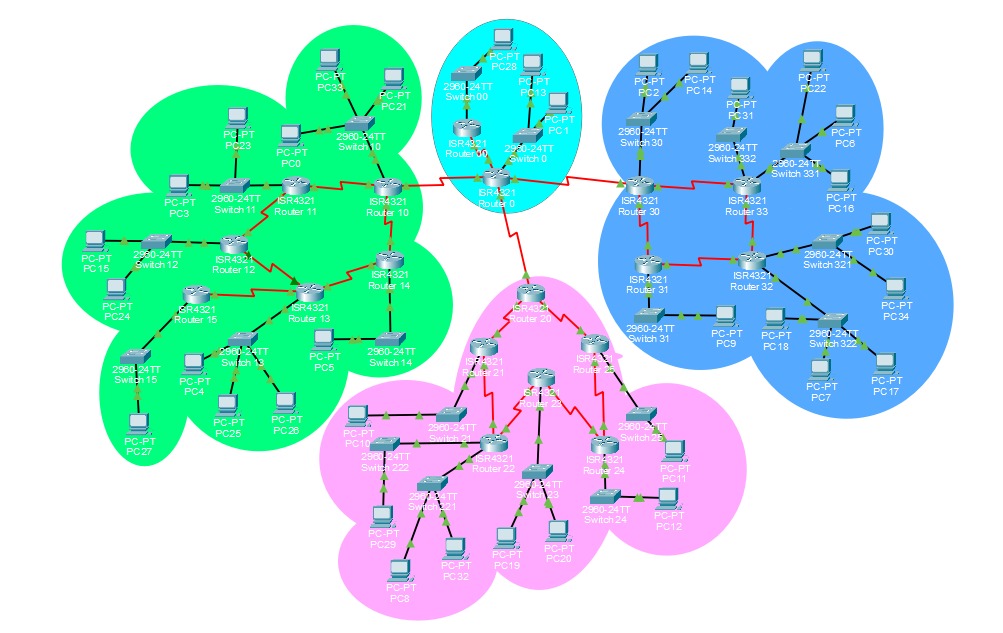 PC-PT
PC33
PC-PT
PC21
PC-PT
PC23
PC-PT
PC0
2960-24TT
Switch 10
PC-PT
PC3
2960-24TT
Switch 11
ISR4321
Router 11
ISR4321
Router 10
PC-PT
PC15
2960-24TT
Switch 12
ISR4321
Router 12
ISR4321
Router 14
PC-PT
PC24
ISR4321
Router 15
ISR4321
Router 13
2960-24TT
Switch 15
PC-PT
PC4
2960-24TT
Switch 13
PC-PT
PC5
2960-24TT
Switch 14
PC-PT
PC27
PC-PT
PC25
PC-PT
PC26
PC-PT
PC28
2960-24TT
Switch 00
PC-PT
PC13
PC-PT
PC1
ISR4321
Router 00
2960-24TT
Switch 0
ISR4321
Router 0
PC-PT
PC2
PC-PT
PC14
PC-PT
PC22
PC-PT
PC31
2960-24TT
Switch 30
2960-24TT
Switch 332
PC-PT
PC6
2960-24TT
Switch 331
PC-PT
PC16
ISR4321
Router 30
ISR4321
Router 33
PC-PT
PC30
2960-24TT
Switch 321
ISR4321
Router 31
ISR4321
Router 32
PC-PT
PC34
2960-24TT
Switch 31
PC-PT
PC9
PC-PT
PC18
2960-24TT
Switch 322
PC-PT
PC7
PC-PT
PC17
ISR4321
Router 20
ISR4321
Router 21
ISR4321
Router 25
ISR4321
Router 23
PC-PT
PC10
2960-24TT
Switch 21
2960-24TT
Switch 25
2960-24TT
Switch 222
ISR4321
Router 22
ISR4321
Router 24
PC-PT
PC11
2960-24TT
Switch 221
2960-24TT
Switch 23
2960-24TT
Switch 24
PC-PT
PC12
PC-PT
PC29
PC-PT
PC32
PC-PT
PC19
PC-PT
PC20
PC-PT
PC8